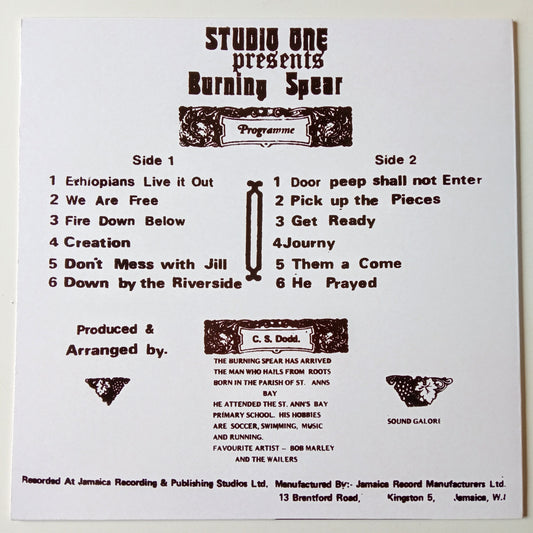 STUDIO ONE
presents
Burning Spear
Programme
Side 1
1 Erhiopians Live it Out
2 We Are Free
3 Fire Down Below
4 Creation
5 Don't Mess with Jill
6 Down by the Riverside
Side 2
1 Door peep shall not Enter
2 Pick up the Pieces
3 Get Ready
4Journy
5 Them a Come
6 He Prayed
Produced &
Arranged by.
C. S. Dodd.
THE BURNING SPEAR HAS ARRIVED
THE MAN WHO HAILS FROM ROOTS
BORN IN THE PARISH OF ST. ANNS
BAY
HE ATTENDED THE ST. ANN'S BAY
PRIMARY SCHOOL. HIS HOBBIES
ARE SOCCER, SWIMMING, MUSIC
AND RUNNING.
FAVOURITE ARTIST – BOB MARLEY
AND THE WAILERS
SOUND GALORE
Recorded At Jamaica Recording & Publishing Studios Ltd, Manufactured By:- Jamaica Record Manufacturers Ltd.
13 Brentford Road, Kingston 5, Jamaica, W.I